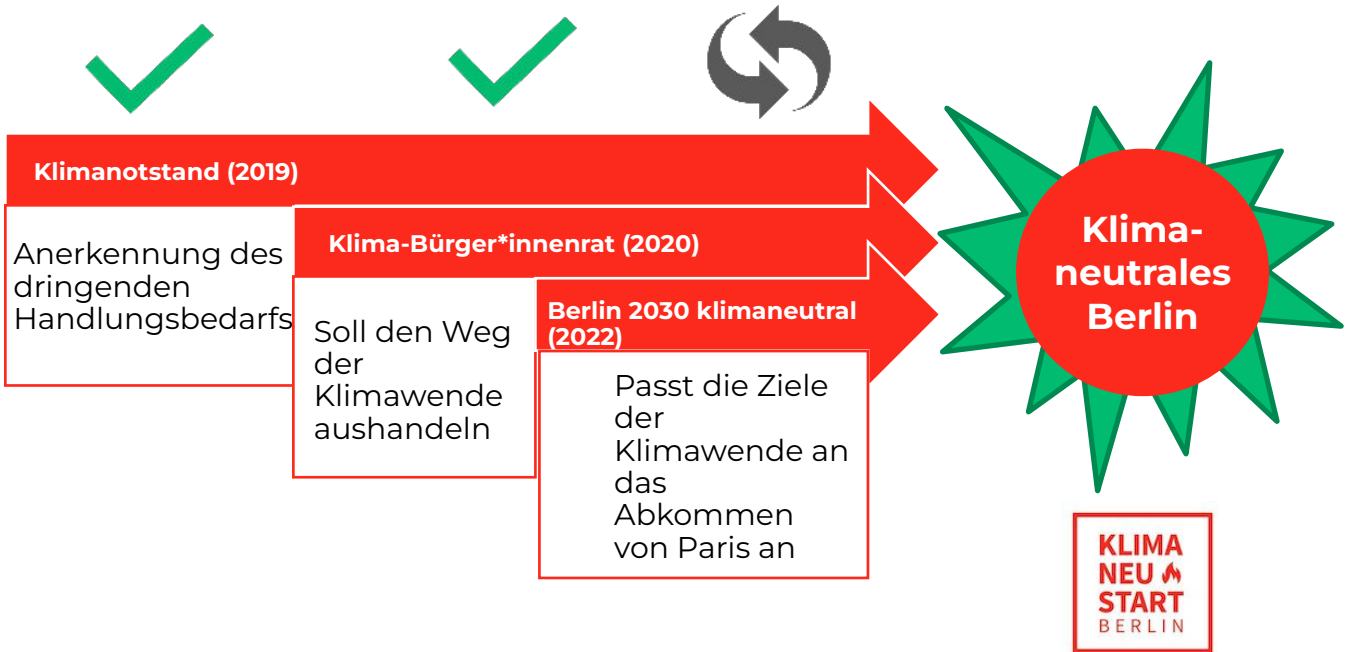 Klimanotstand (2019)
Anerkennung des
dringenden
Handlungsbedarfs
Klima-Bürger*innenrat (2020)
Soll den Weg
der
Klimawende
aushandeln
Berlin 2030 klimaneutral
(2022)
Passt die Ziele
der
Klimawende an
das
Abkommen
von Paris an
Klima-
neutrales
Berlin
KLIMA
NEU
START
BERLIN